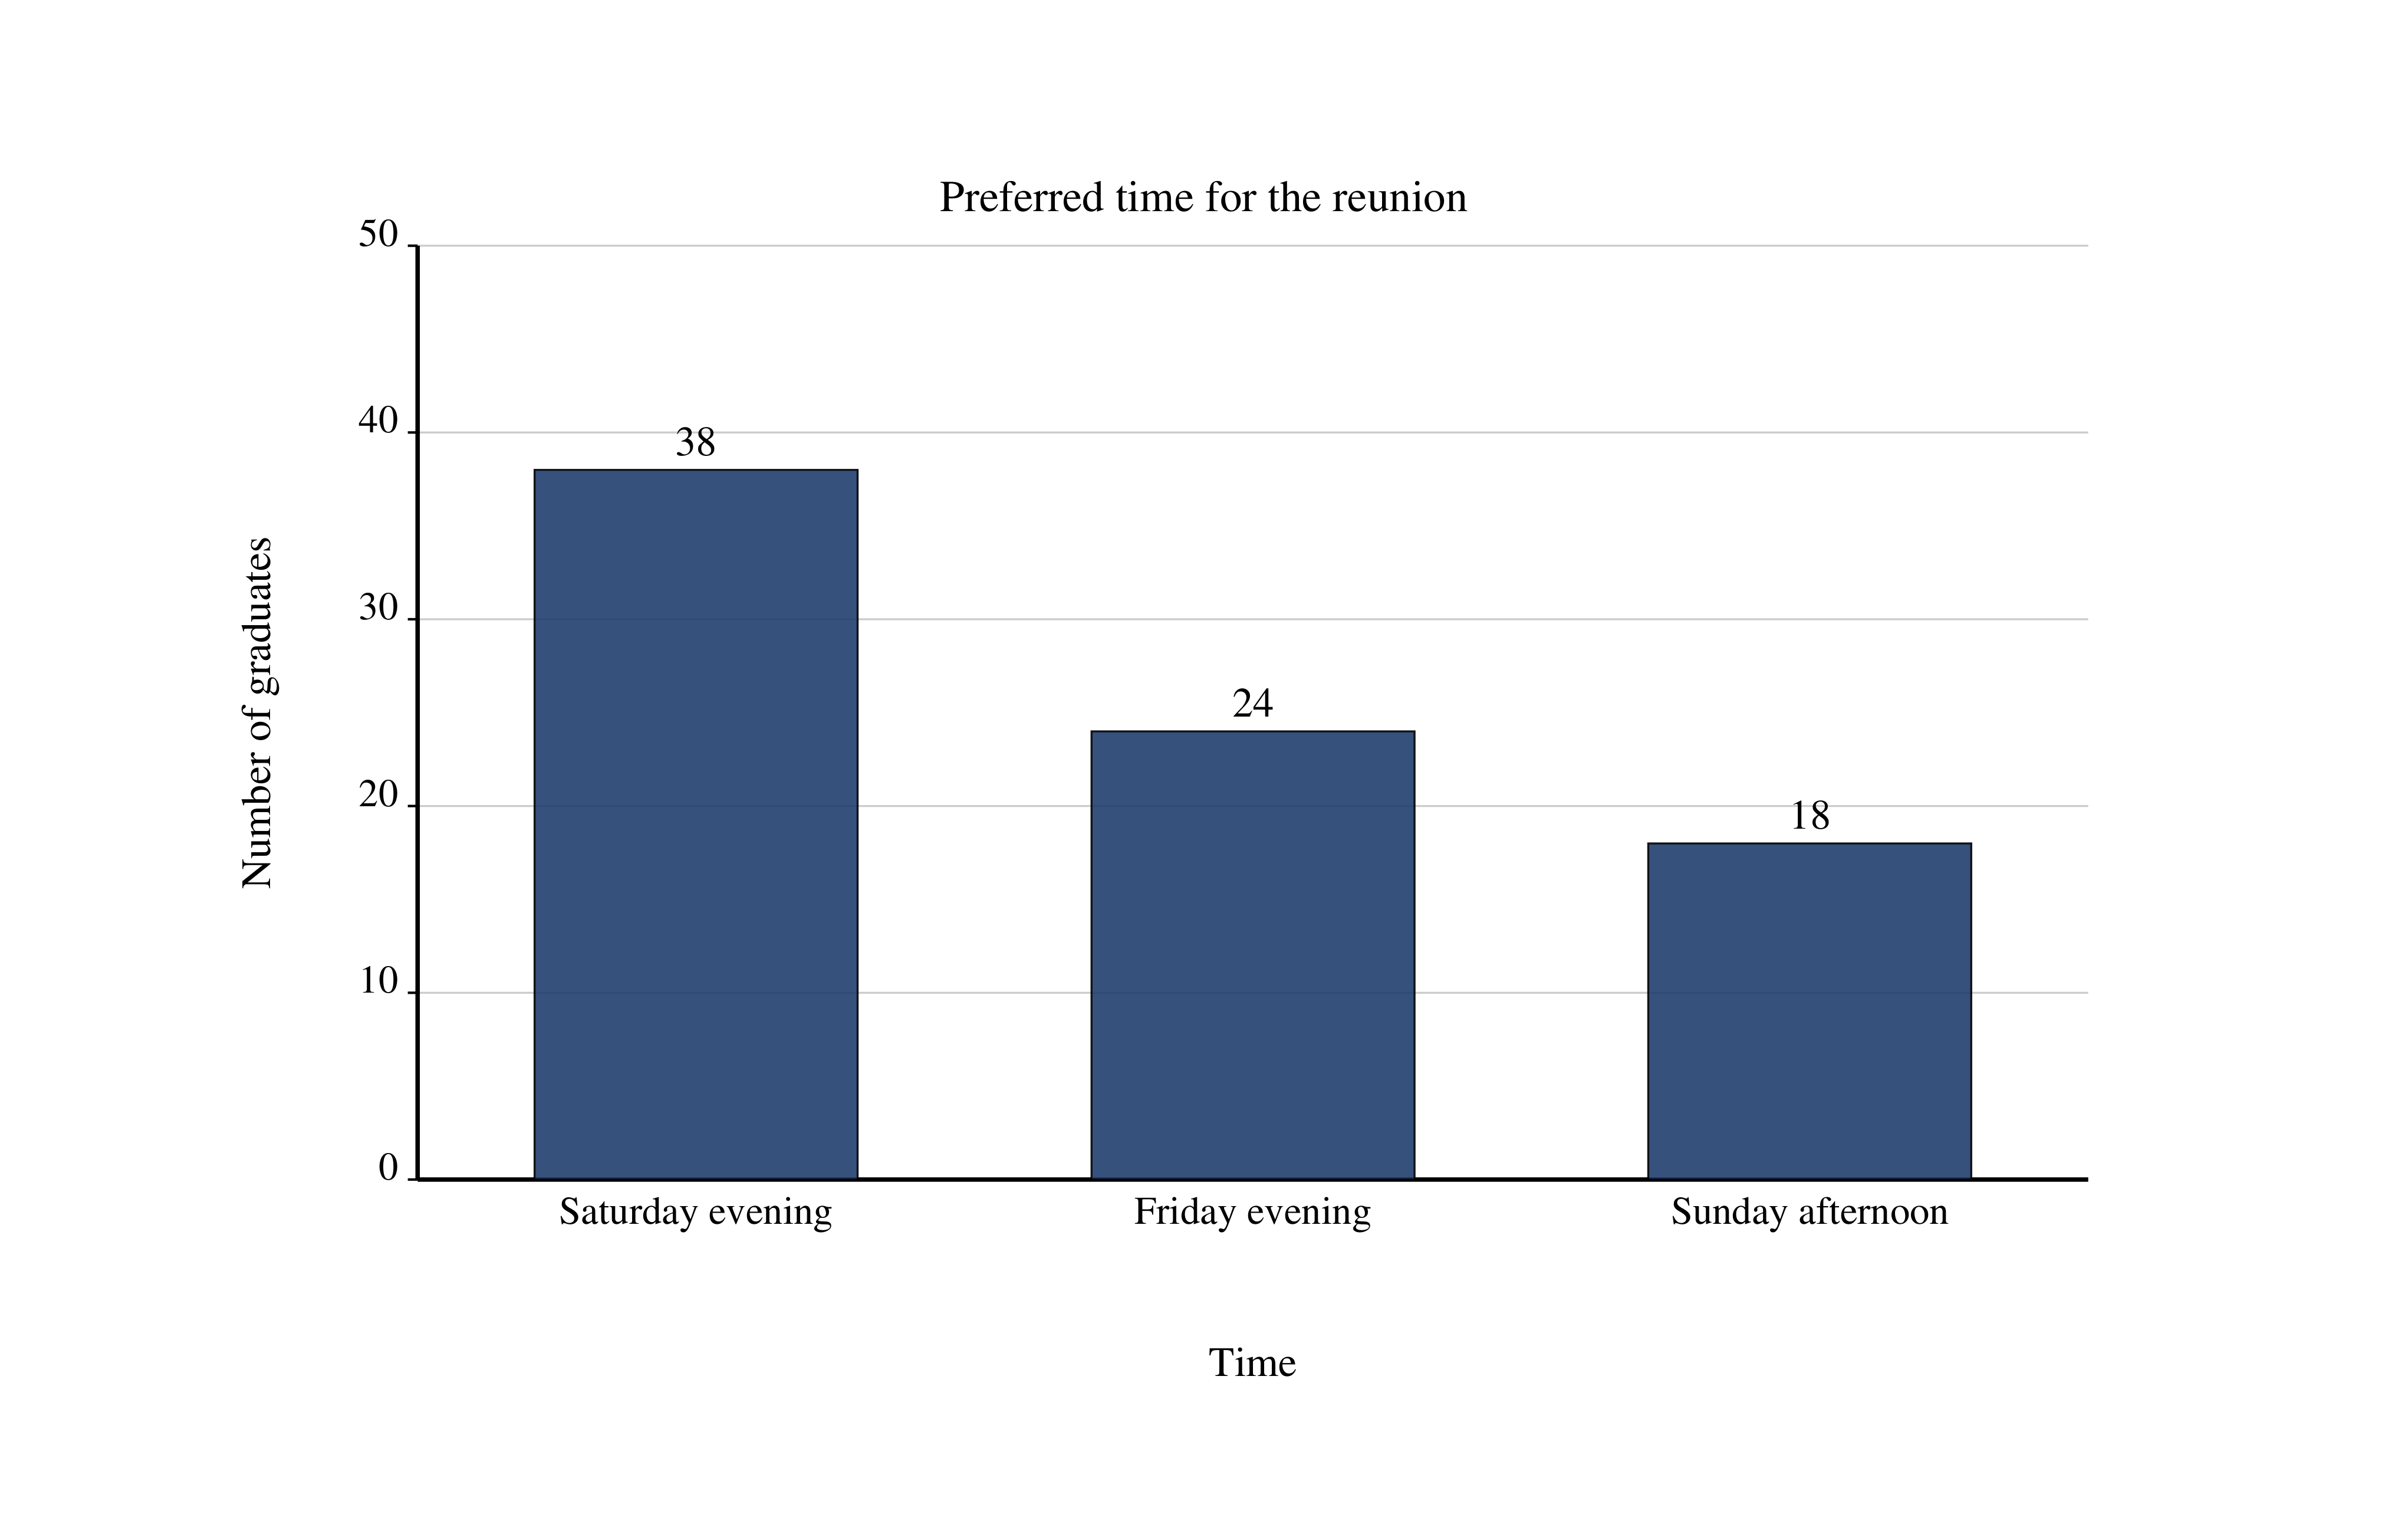 Preferred time for the reunion
50
40
30
20
10
0
Number of graduates
38
24
18
Saturday evening
Friday evening
Sunday afternoon
Time